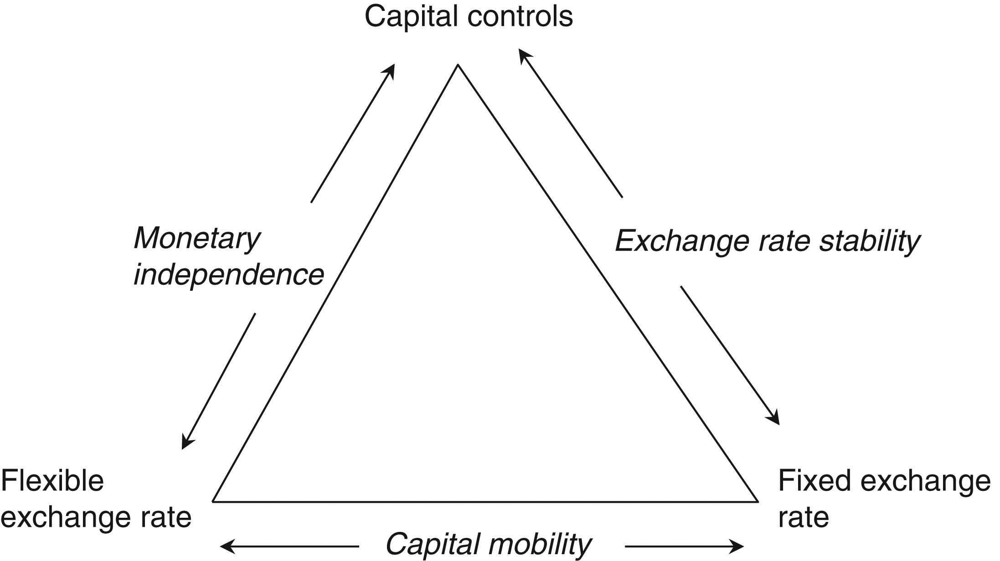 Capital controls
Monetary
independence
Exchange rate stability
Flexible
exchange rate
Fixed exchange
rate
Capital mobility